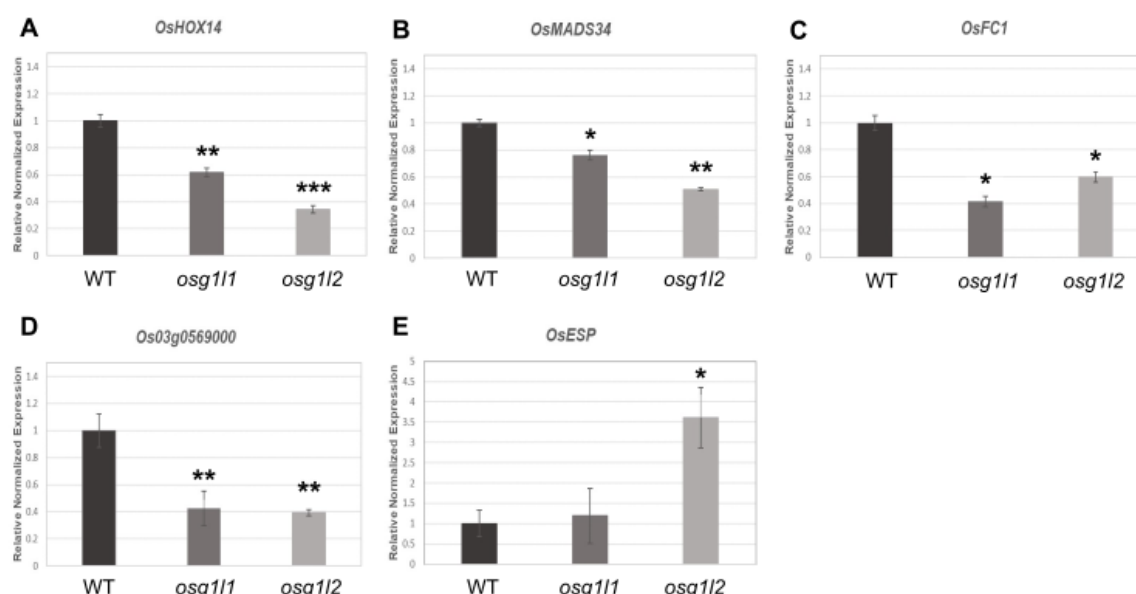 A
OsHOX14
Relative Normalized Expression
1.4
1.2
1
0.8
0.6
0.4
0.2
0
**
***
WT
osg1l1
osg1l2
B
OsMADS34
Relative Normalized Expression
1.4
1.2
1
0.8
0.6
0.4
0.2
0
*
**
WT
osg1l1
osg1l2
C
OsFC1
Relative Normalized Expression
1.4
1.2
1
0.8
0.6
0.4
0.2
0
*
*
WT
osg1l1
osg1l2
D
Os03g0569000
Relative Normalized Expression
1.4
1.2
1
0.8
0.6
0.4
0.2
0
**
**
WT
osg1l1
osg1l2
E
OsESP
Relative Normalized Expression
5
4.5
4
3.5
3
2.5
2
1.5
1
0.5
0
*
WT
osg1l1
osg1l2